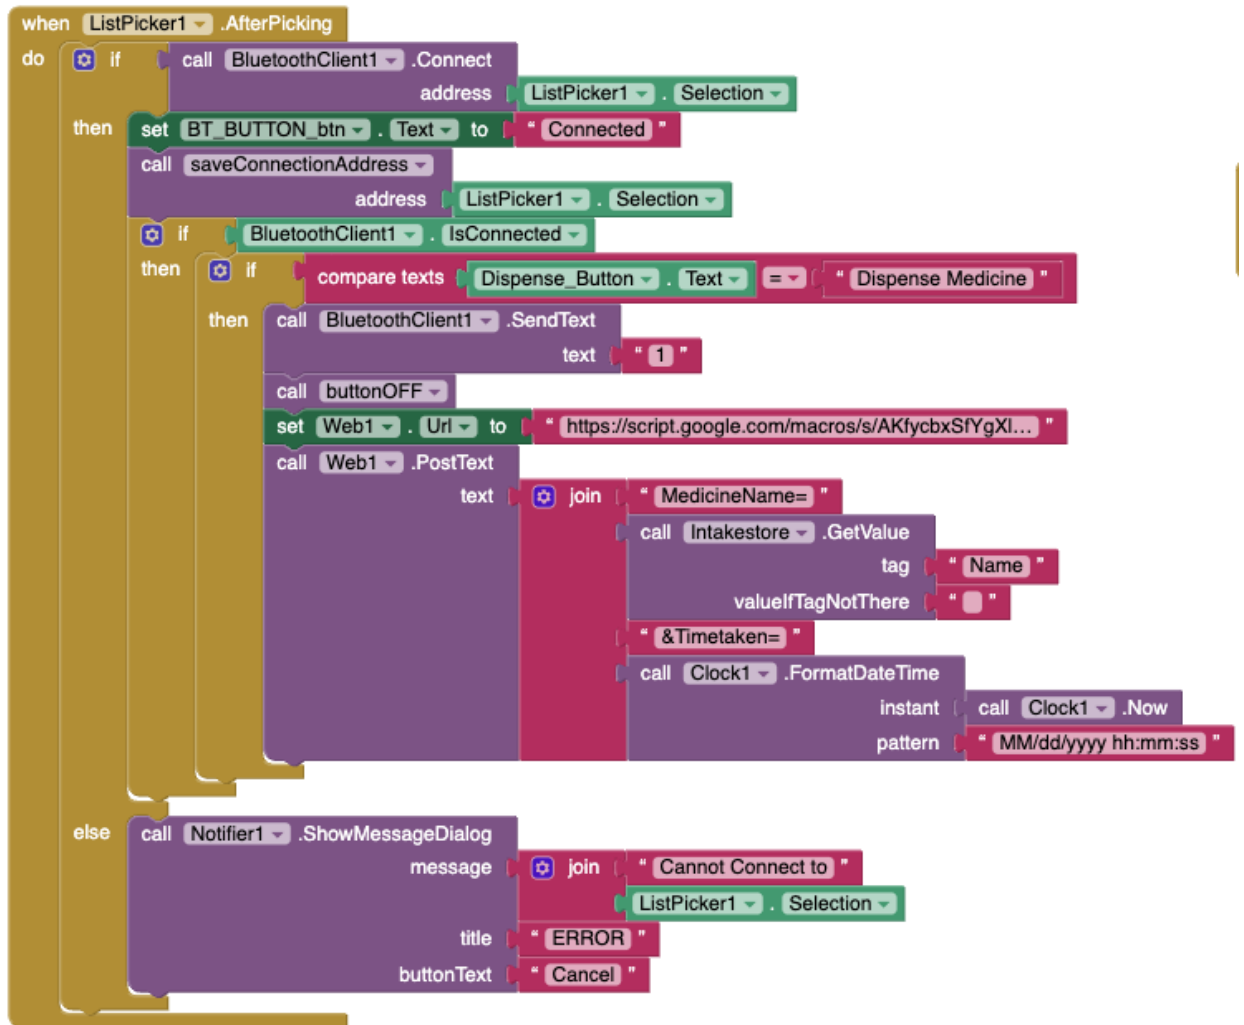 when ListPicker1 .AfterPicking
do if call BluetoothClient1 .Connect
address ListPicker1 . Selection
then set BT_BUTTON_btn . Text to " Connected "
call saveConnectionAddress
address ListPicker1 . Selection
if BluetoothClient1 . IsConnected
then if compare texts Dispense_Button . Text = " Dispense Medicine "
then call BluetoothClient1 .SendText
text " 1 "
call buttonOFF
set Web1 . Url to " https://script.google.com/macros/s/AKfycbxSfYgXl... "
call Web1 .PostText
text join " MedicineName= "
call Intakestore .GetValue
tag " Name "
valueIfTagNotThere " "
" &Timetaken= "
call Clock1 .FormatDateTime
instant call Clock1 .Now
pattern " MM/dd/yyyy hh:mm:ss "
else call Notifier1 .ShowMessageDialog
message join " Cannot Connect to "
ListPicker1 . Selection
title " ERROR "
buttonText " Cancel "